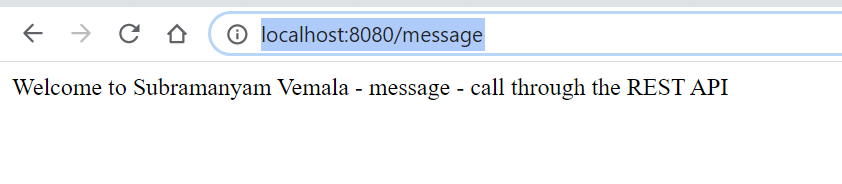 localhost:8080/message
Welcome to Subramanyam Vemala - message - call through the REST API